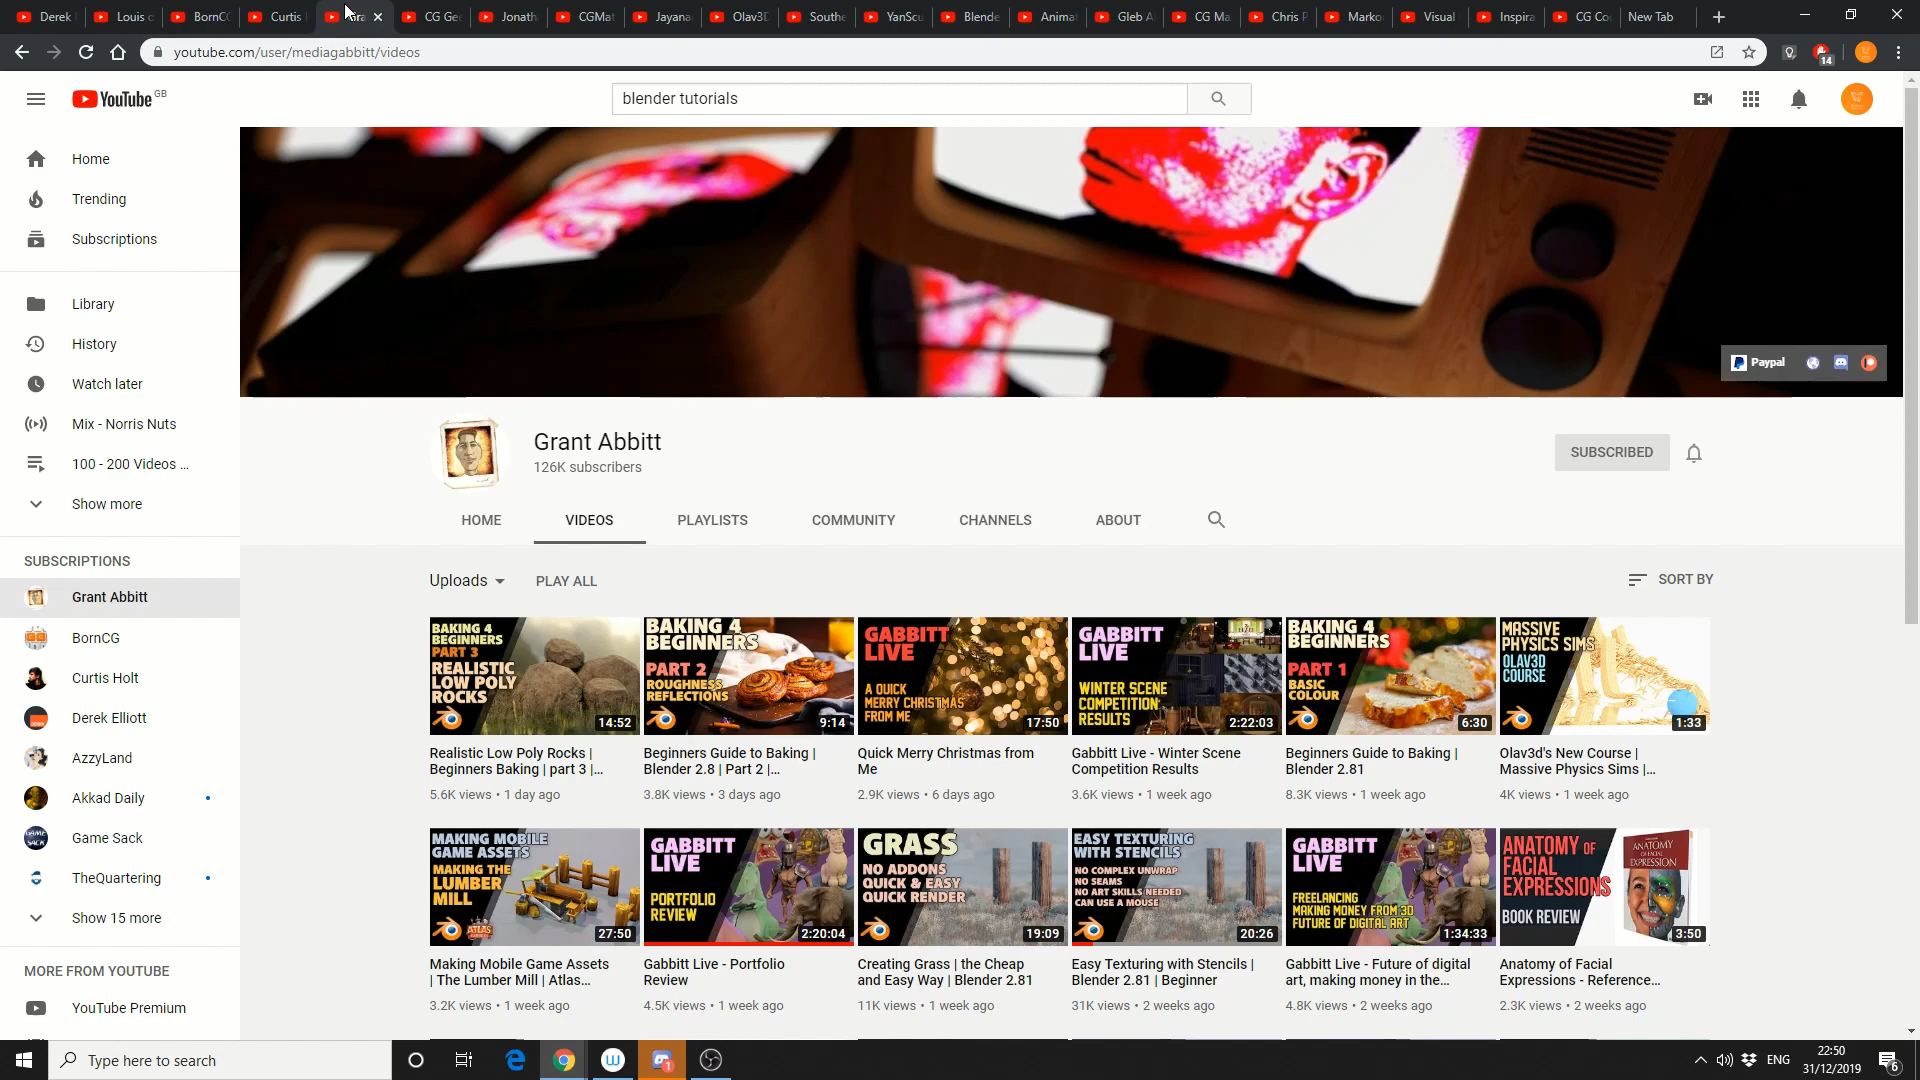 Derek
Louis c
BornCG
Curtis
Gra
CG Gee
Jonath
CGMat
Jayana
Olav3D
Southe
YanScu
Blende
Animat
Gleb A
CG Ma
Chris P
Marko
Visual
Inspira
CG Co
New Tab
youtube.com/user/mediagabbitt/videos
14
YouTube GB
blender tutorials
Home
Trending
Subscriptions
Library
History
Watch later
Mix - Norris Nuts
100 - 200 Videos ...
Show more
SUBSCRIPTIONS
Grant Abbitt
BornCG
Curtis Holt
Derek Elliott
AzzyLand
Akkad Daily
Game Sack
TheQuartering
Show 15 more
MORE FROM YOUTUBE
YouTube Premium
Paypal
Grant Abbitt
126K subscribers
SUBSCRIBED
HOME
VIDEOS
PLAYLISTS
COMMUNITY
CHANNELS
ABOUT
Uploads
PLAY ALL
SORT BY
BAKING 4
BEGINNERS
PART 3
REALISTIC
LOW POLY
ROCKS
14:52
Realistic Low Poly Rocks |
Beginners Baking | part 3 |...
5.6K views • 1 day ago
BAKING 4
BEGINNERS
PART 2
ROUGHNESS
REFLECTIONS
9:14
Beginners Guide to Baking |
Blender 2.8 | Part 2 |...
3.8K views • 3 days ago
GABBITT
LIVE
A QUICK
MERRY CHRISTMAS
FROM ME
17:50
Quick Merry Christmas from
Me
2.9K views • 6 days ago
GABBITT
LIVE
WINTER SCENE
COMPETITION
RESULTS
2:22:03
Gabbitt Live - Winter Scene
Competition Results
3.6K views • 1 week ago
BAKING 4
BEGINNERS
PART 1
BASIC
COLOUR
6:30
Beginners Guide to Baking |
Blender 2.81
8.3K views • 1 week ago
MASSIVE
PHYSICS SIMS
OLAV3D
COURSE
1:33
Olav3d's New Course |
Massive Physics Sims |...
4K views • 1 week ago
MAKING MOBILE
GAME ASSETS
MAKING THE
LUMBER
MILL
ATLAS
27:50
Making Mobile Game Assets
| The Lumber Mill | Atlas...
3.2K views • 1 week ago
GABBITT
LIVE
PORTFOLIO
REVIEW
2:20:04
Gabbitt Live - Portfolio
Review
4.5K views • 1 week ago
GRASS
NO ADDONS
QUICK & EASY
QUICK RENDER
19:09
Creating Grass | the Cheap
and Easy Way | Blender 2.81
11K views • 1 week ago
EASY TEXTURING
WITH STENCILS
NO COMPLEX UNWRAP
NO SEAMS
NO ART SKILLS NEEDED
CAN USE A MOUSE
20:26
Easy Texturing with Stencils |
Blender 2.81 | Beginner
31K views • 2 weeks ago
GABBITT
LIVE
FREELANCING
MAKING MONEY FROM 3D
FUTURE OF DIGITAL ART
1:34:33
Gabbitt Live - Future of digital
art, making money in the...
4.8K views • 2 weeks ago
ANATOMY OF
FACIAL
EXPRESSIONS
BOOK REVIEW
ANATOMY
OF FACIAL
EXPRESSION
3:50
Anatomy of Facial
Expressions - Reference...
2.3K views • 2 weeks ago
Type here to search
1
ENG
22:50
31/12/2019
6